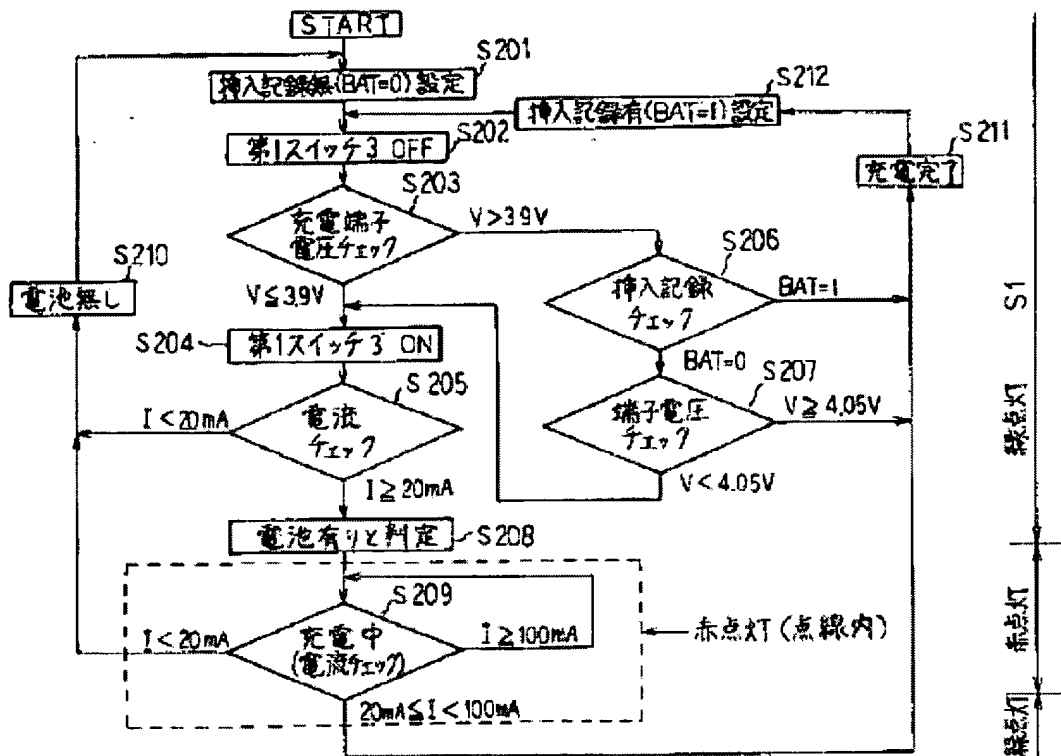 START
S201
挿入記録無(BAT=0)設定
S212
挿入記録有(BAT=1)設定
S202
第1スイッチ3 OFF
S211
充電完了
S203
充電端子
電圧チェック
V>3.9V
S206
挿入記録
チェック
BAT=1
S210
電池無し
V≦3.9V
S204
第1スイッチ3 ON
BAT=0
S207
端子電圧
チェック
V≧4.05V
V<4.05V
S205
電流
チェック
I<20mA
I≧20mA
電池有りと判定
S208
S209
充電中
(電流チェック)
I<20mA
I≧100mA
20mA≦I<100mA
赤点灯(点線内)
S1
緑点灯
赤点灯
緑点灯